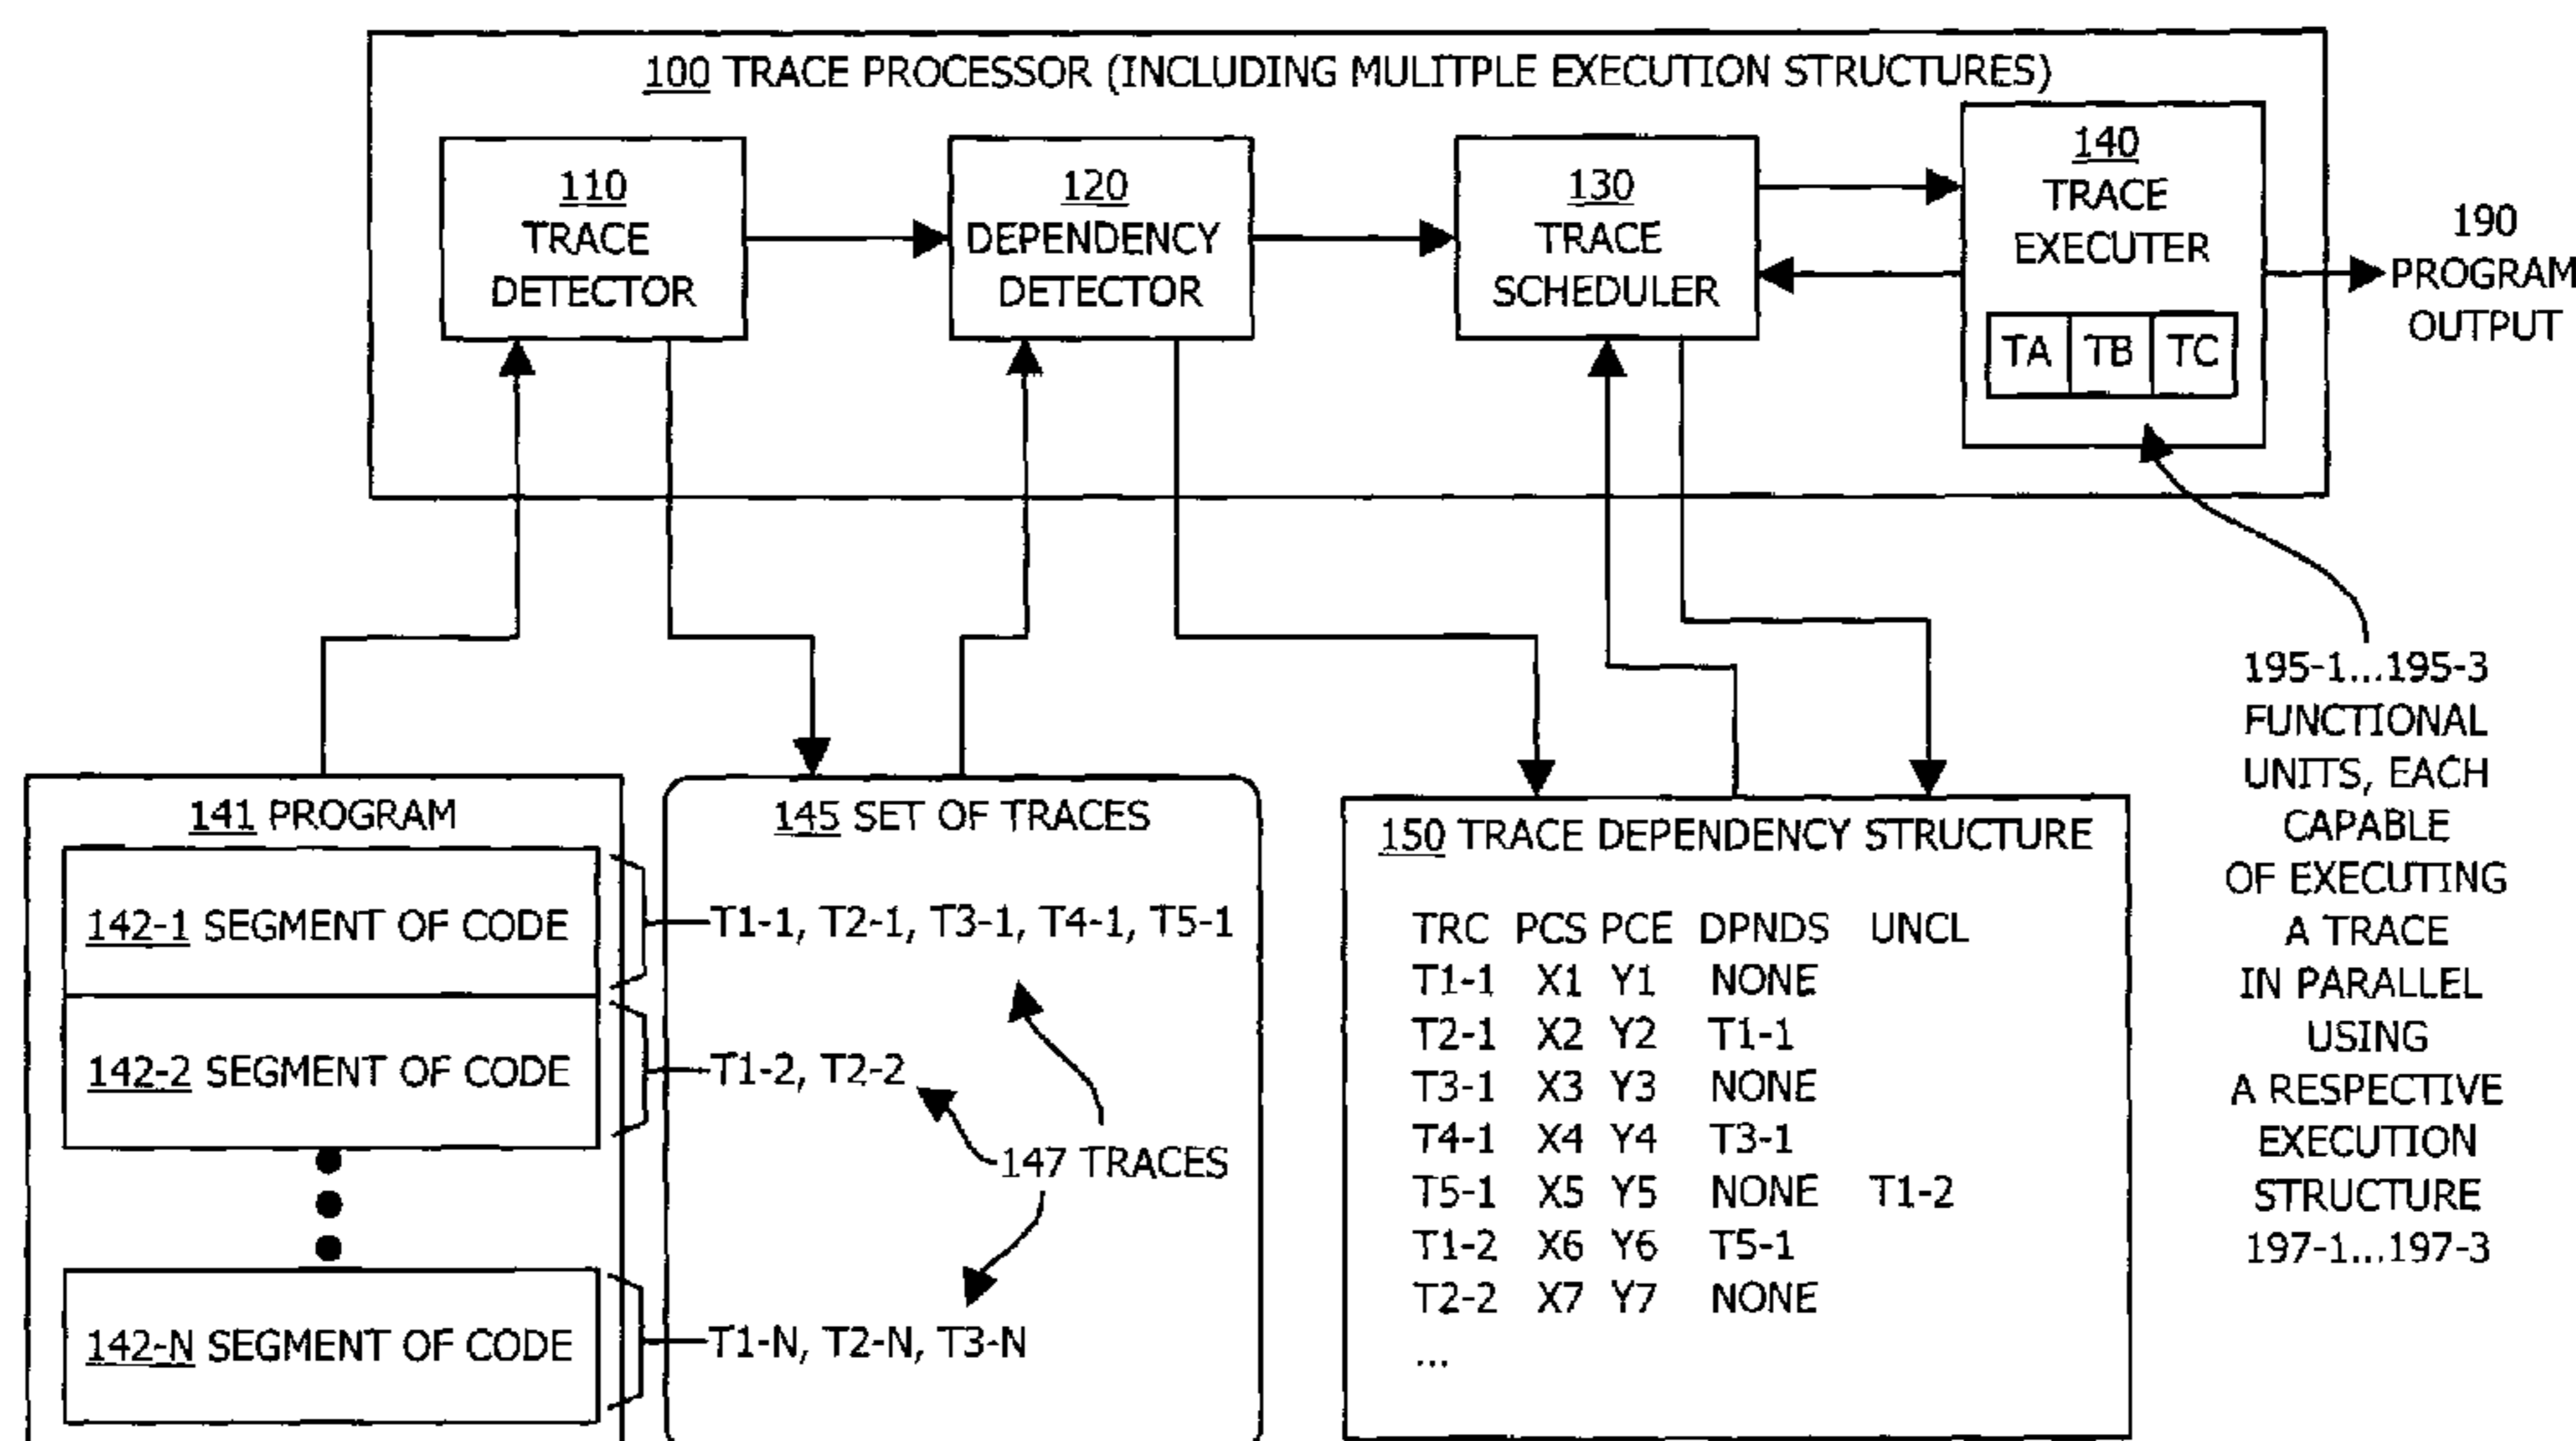 100 TRACE PROCESSOR (INCLUDING MULITPLE EXECUTION STRUCTURES)
110
TRACE
DETECTOR
120
DEPENDENCY
DETECTOR
130
TRACE
SCHEDULER
140
TRACE
EXECUTER
TA TB TC
190
PROGRAM
OUTPUT
195-1...195-3
FUNCTIONAL
UNITS, EACH
CAPABLE
OF EXECUTING
A TRACE
IN PARALLEL
USING
A RESPECTIVE
EXECUTION
STRUCTURE
197-1...197-3
141 PROGRAM
142-1 SEGMENT OF CODE
142-2 SEGMENT OF CODE
142-N SEGMENT OF CODE
145 SET OF TRACES
T1-1, T2-1, T3-1, T4-1, T5-1
T1-2, T2-2
147 TRACES
T1-N, T2-N, T3-N
150 TRACE DEPENDENCY STRUCTURE
TRC PCS PCE DPNDS UNCL
T1-1 X1 Y1 NONE
T2-1 X2 Y2 T1-1
T3-1 X3 Y3 NONE
T4-1 X4 Y4 T3-1
T5-1 X5 Y5 NONE T1-2
T1-2 X6 Y6 T5-1
T2-2 X7 Y7 NONE
...